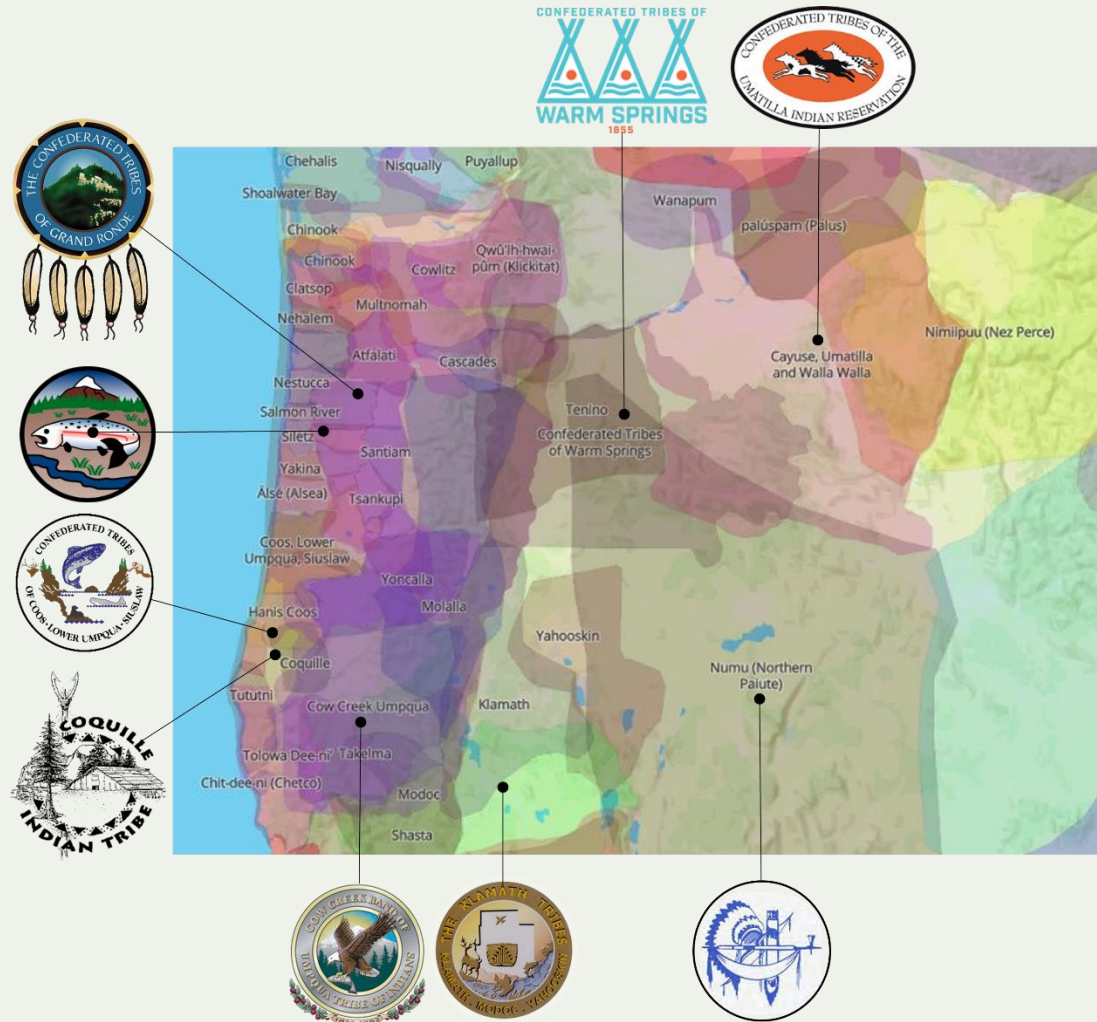 CONFEDERATED TRIBES OF
WARM SPRINGS
1855
CONFEDERATED TRIBES OF THE
UMATILLA INDIAN RESERVATION
THE CONFEDERATED TRIBES
OF GRAND RONDE
CONFEDERATED TRIBES
OF COOS · LOWER UMPQUA · SIUSLAW
COQUILLE
INDIAN TRIBE
Chehalis
Nisqually
Puyallup
Shoalwater Bay
Wanapum
palúspam (Palus)
Chinook
Chinook
Cowlitz
Qwû'lh-hwai-
pûm (Klickitat)
Clatsop
Multnomah
Nehalem
Atfalati
Cascades
Nimiipuu (Nez Perce)
Cayuse, Umatilla
and Walla Walla
Nestucca
Salmon River
Siletz
Santiam
Tenino
Confederated Tribes
of Warm Springs
Yakina
Älsé (Alsea)
Tsankupi
Coos, Lower
Umpqua, Siuslaw
Yoncalla
Molalla
Hanis Coos
Coquille
Yahooskin
Numu (Northern
Paiute)
Tututni
Cow Creek Umpqua
Klamath
Tolowa Dee-ni'
Takelma
Chit-dee-ni (Chetco)
Modoc
Shasta
COW CREEK BAND OF
UMPQUA TRIBE OF INDIANS
THE KLAMATH TRIBES
KLAMATH · MODOC · YAHOOSKIN